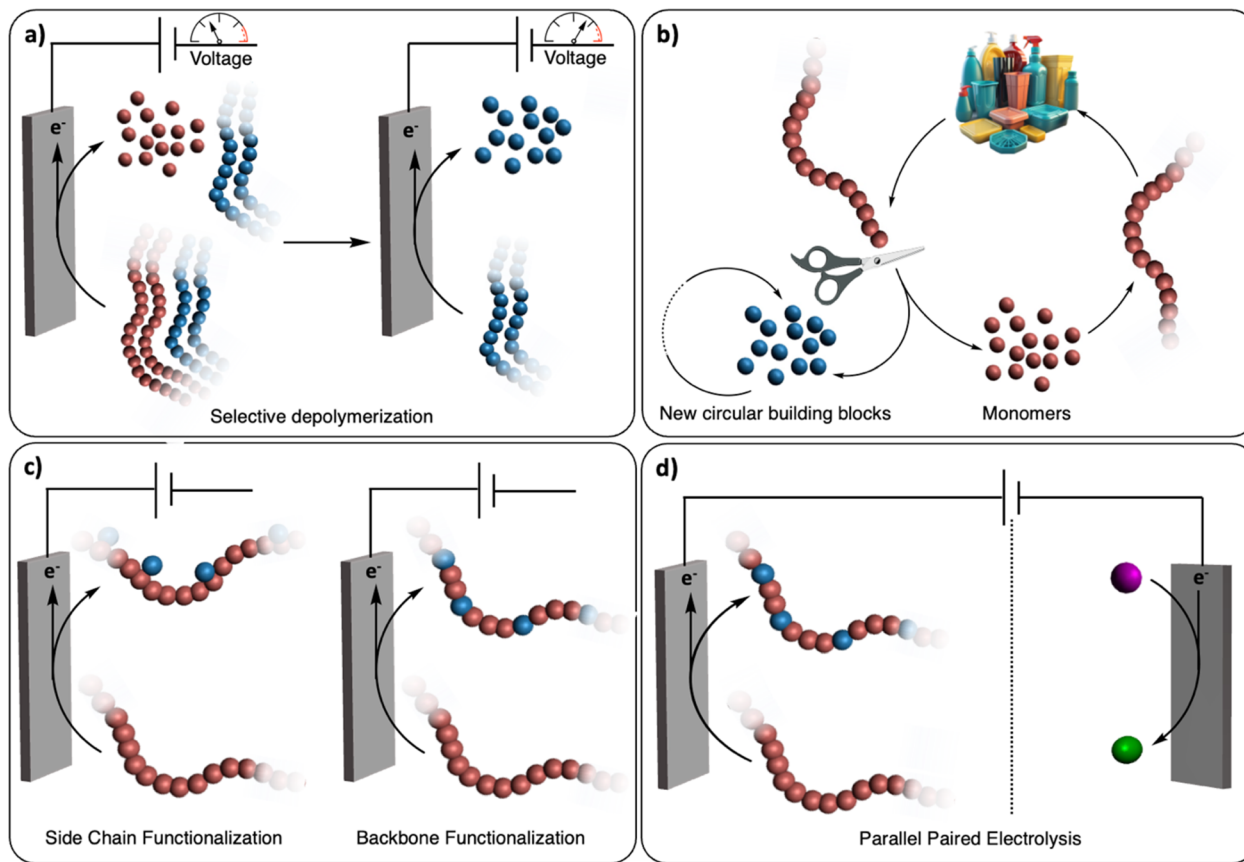 a)
Voltage
Voltage
e-
e-
Selective depolymerization
b)
New circular building blocks
Monomers
c)
e-
e-
Side Chain Functionalization
Backbone Functionalization
d)
e-
e-
Parallel Paired Electrolysis